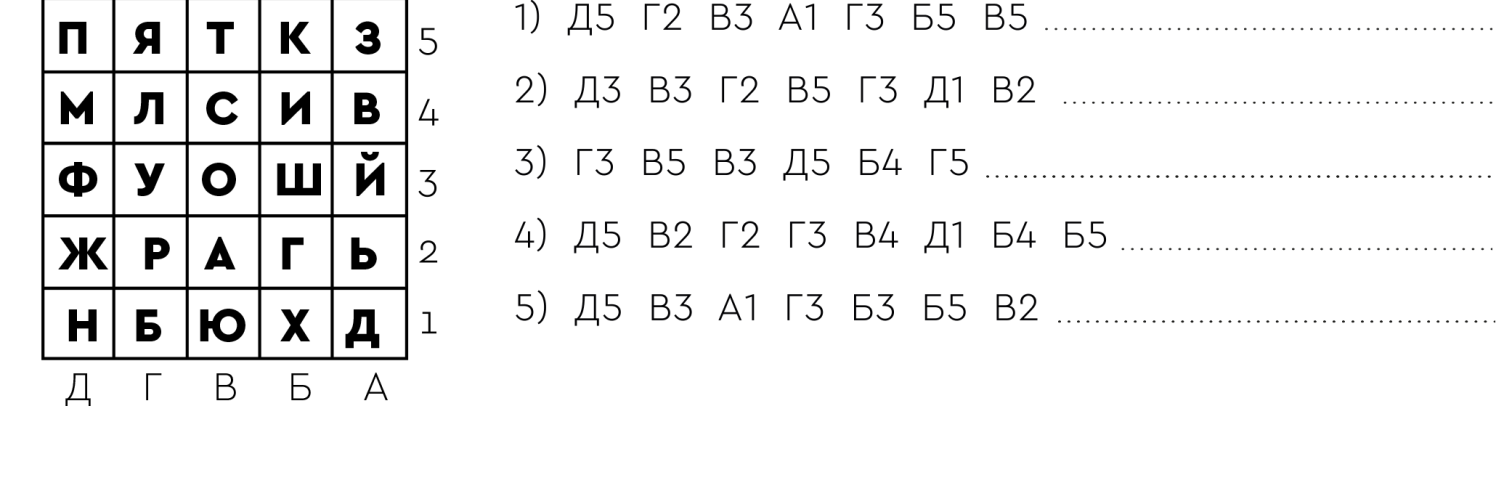 П Я Т К З 5
1) Д5 Г2 В3 А1 Г3 Б5 В5
М Л С И В 4
2) Д3 В3 Г2 В5 Г3 Д1 В2
Ф У О Ш Й 3
3) Г3 В5 В3 Д5 Б4 Г5
Ж Р А Г Ь 2
4) Д5 В2 Г2 Г3 В4 Д1 Б4 Б5
Н Б Ю Х Д 1
5) Д5 В3 А1 Г3 Б3 Б5 В2
Д Г В Б А